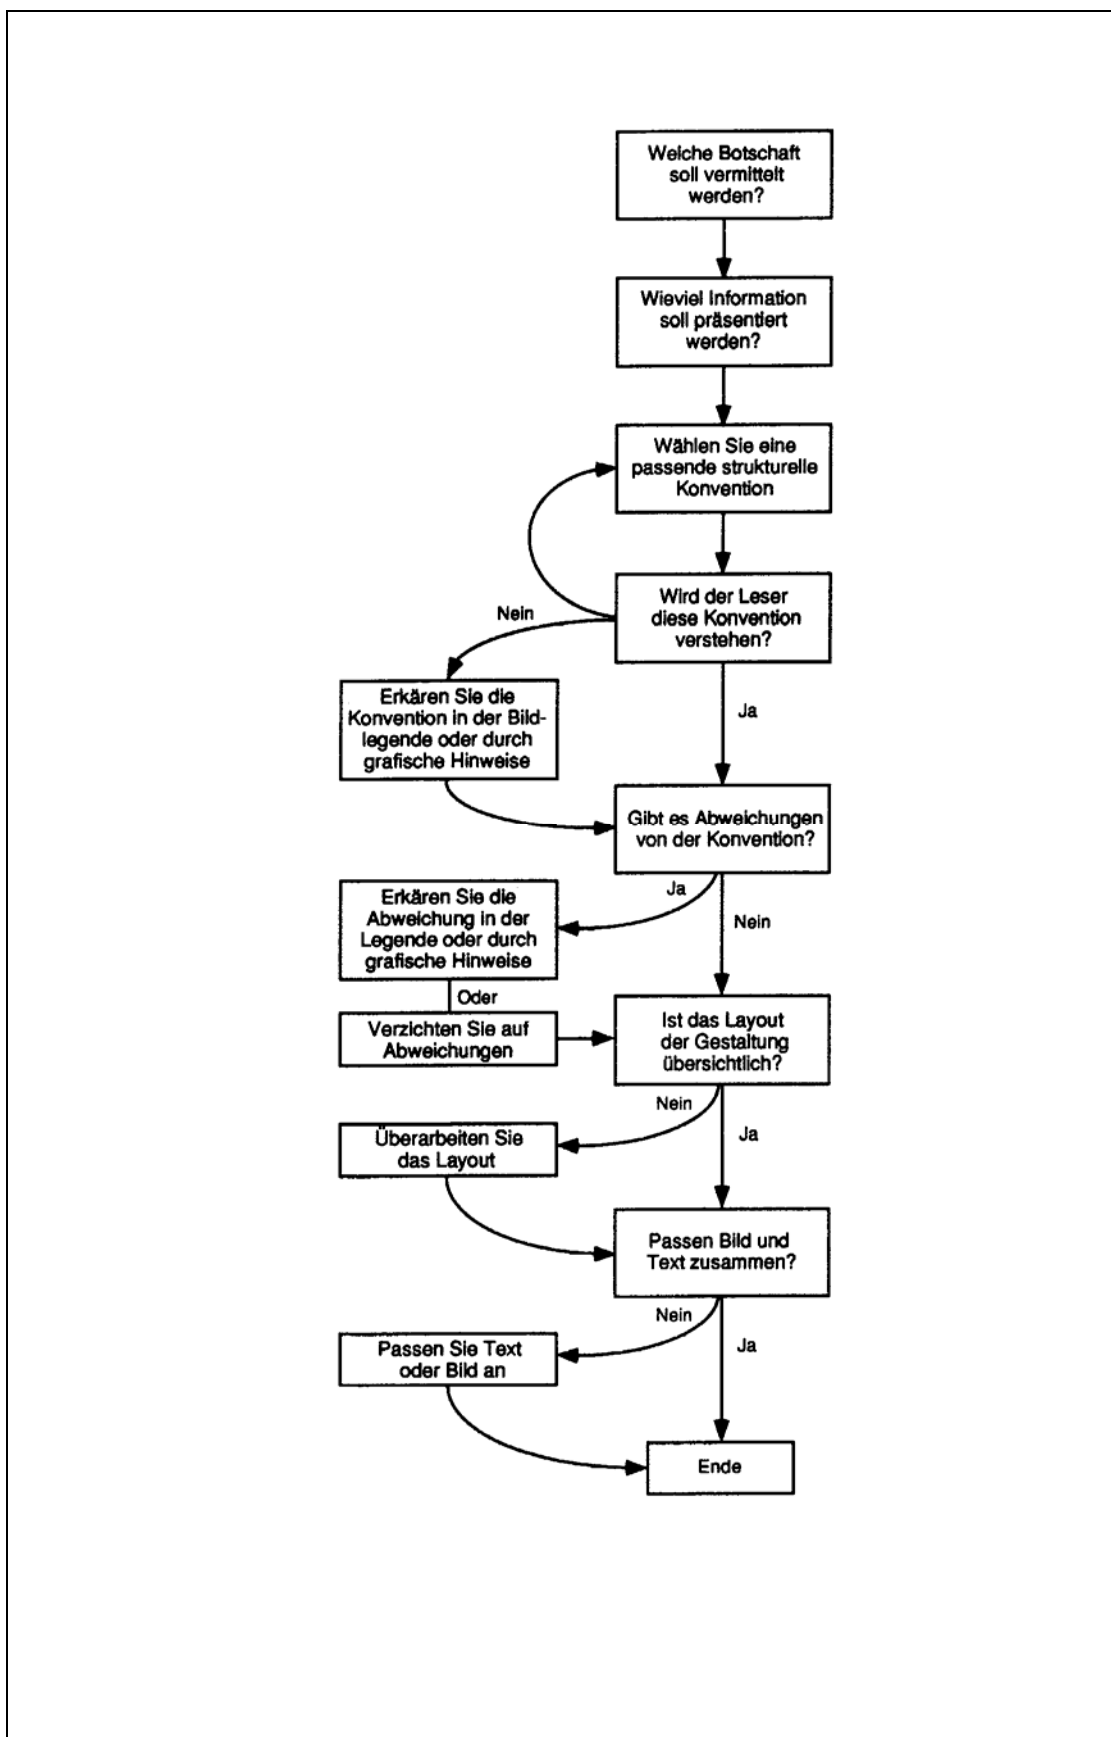 Welche Botschaft
soll vermittelt
werden?
Wieviel Information
soll präsentiert
werden?
Wählen Sie eine
passende strukturelle
Konvention
Wird der Leser
diese Konvention
verstehen?
Nein
Erkären Sie die
Konvention in der Bild-
legende oder durch
grafische Hinweise
Ja
Gibt es Abweichungen
von der Konvention?
Ja
Erkären Sie die
Abweichung in der
Legende oder durch
grafische Hinweise
Nein
Oder
Verzichten Sie auf
Abweichungen
Ist das Layout
der Gestaltung
übersichtlich?
Nein
Ja
Überarbeiten Sie
das Layout
Passen Bild und
Text zusammen?
Nein
Ja
Passen Sie Text
oder Bild an
Ende